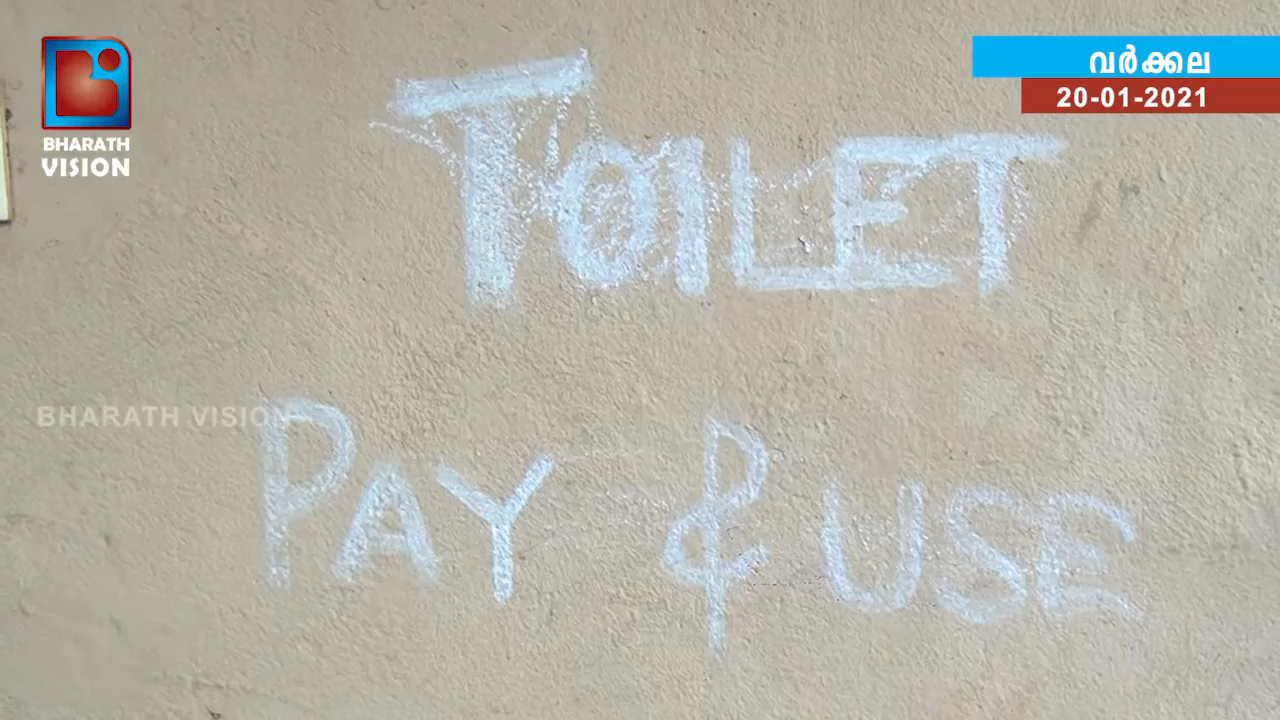 BHARATH
VISION
വർക്കല
20-01-2021
TOILET
BHARATH VISION
PAY & USE